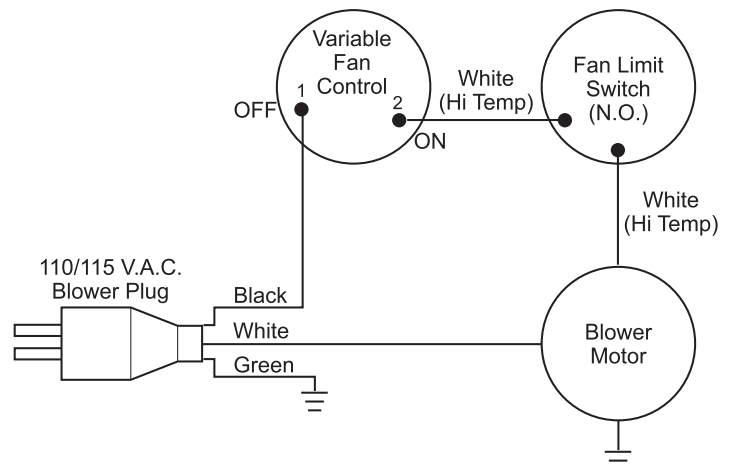 Variable
Fan
Control
1
2
OFF
ON
White
(Hi Temp)
Fan Limit
Switch
(N.O.)
White
(Hi Temp)
110/115 V.A.C.
Blower Plug
Black
White
Green
Blower
Motor